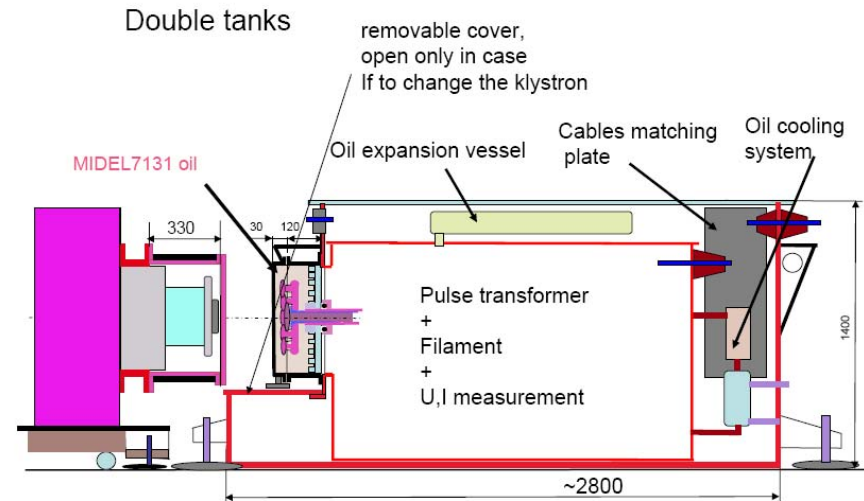 Double tanks
removable cover,
open only in case
If to change the klystron
MIDEL7131 oil
Oil expansion vessel
Cables matching
plate
Oil cooling
system
330
30
120
Pulse transformer
+
Filament
+
U,I measurement
1400
~2800